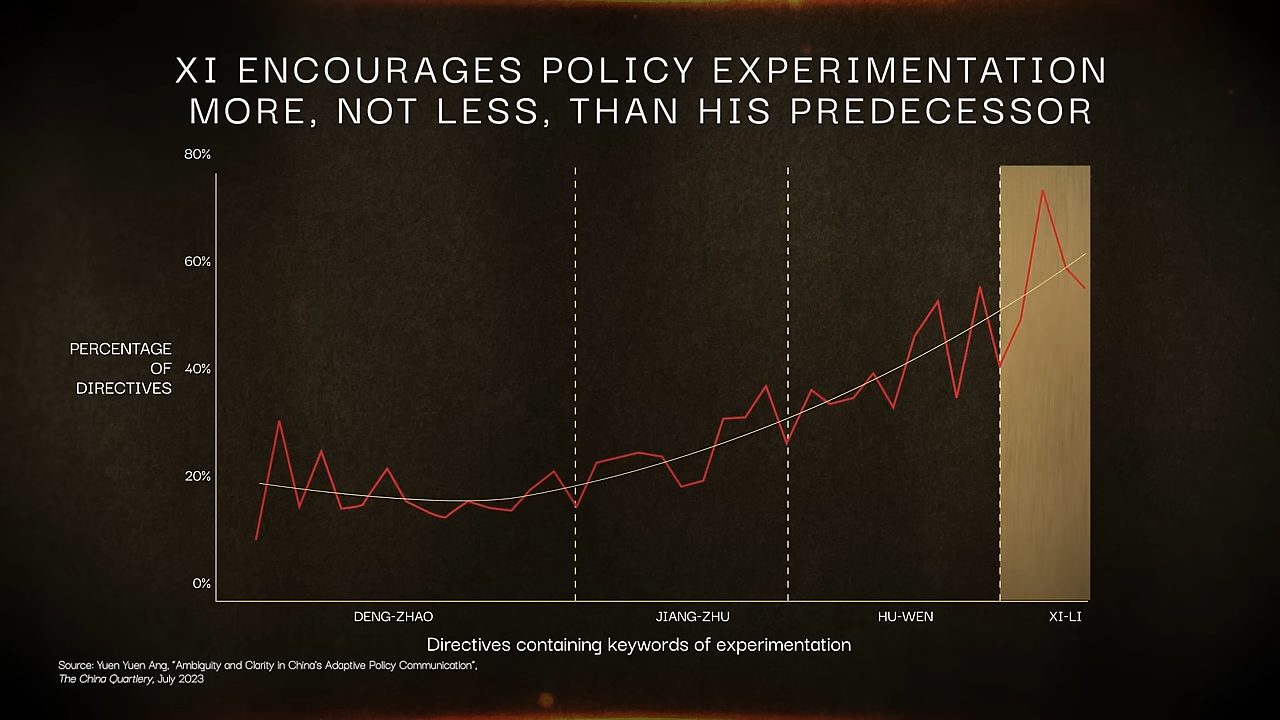 XI ENCOURAGES POLICY EXPERIMENTATION
MORE, NOT LESS, THAN HIS PREDECESSOR
80%
60%
PERCENTAGE
OF
DIRECTIVES
40%
20%
0%
DENG-ZHAO
JIANG-ZHU
HU-WEN
XI-LI
Directives containing keywords of experimentation
Source: Yuen Yuen Ang, "Ambiguity and Clarity in China's Adaptive Policy Communication",
The China Quartlery, July 2023